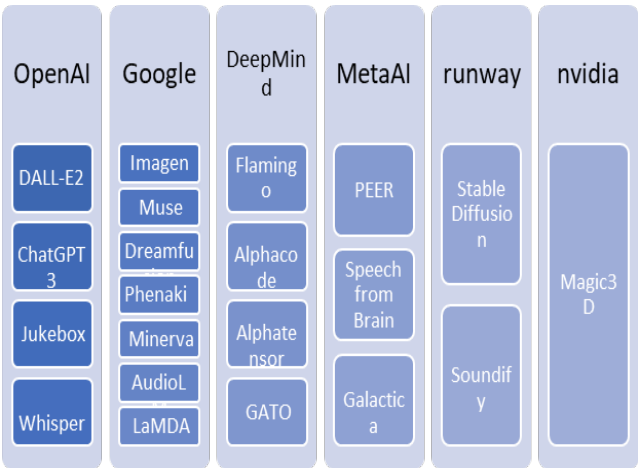 OpenAI
DALL-E2
ChatGPT
3
Jukebox
Whisper
Google
Imagen
Muse
Dreamfu
Phenaki
Minerva
AudioL
LaMDA
DeepMin
d
Flaming
o
Alphaco
de
Alphate
nsor
GATO
MetaAI
PEER
Speech
from
Brain
Galactic
a
runway
Stable
Diffusio
n
Soundif
y
nvidia
Magic3
D